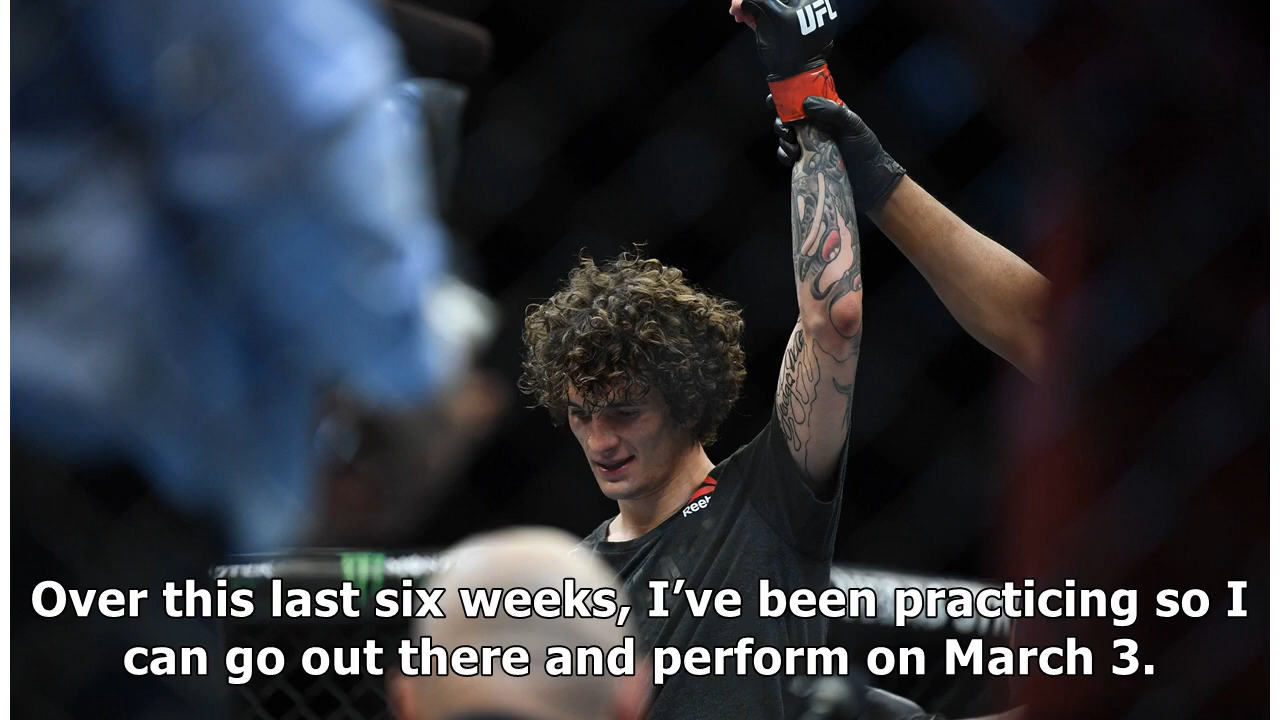 UFC
Reeb
Over this last six weeks, I’ve been practicing so I
can go out there and perform on March 3.